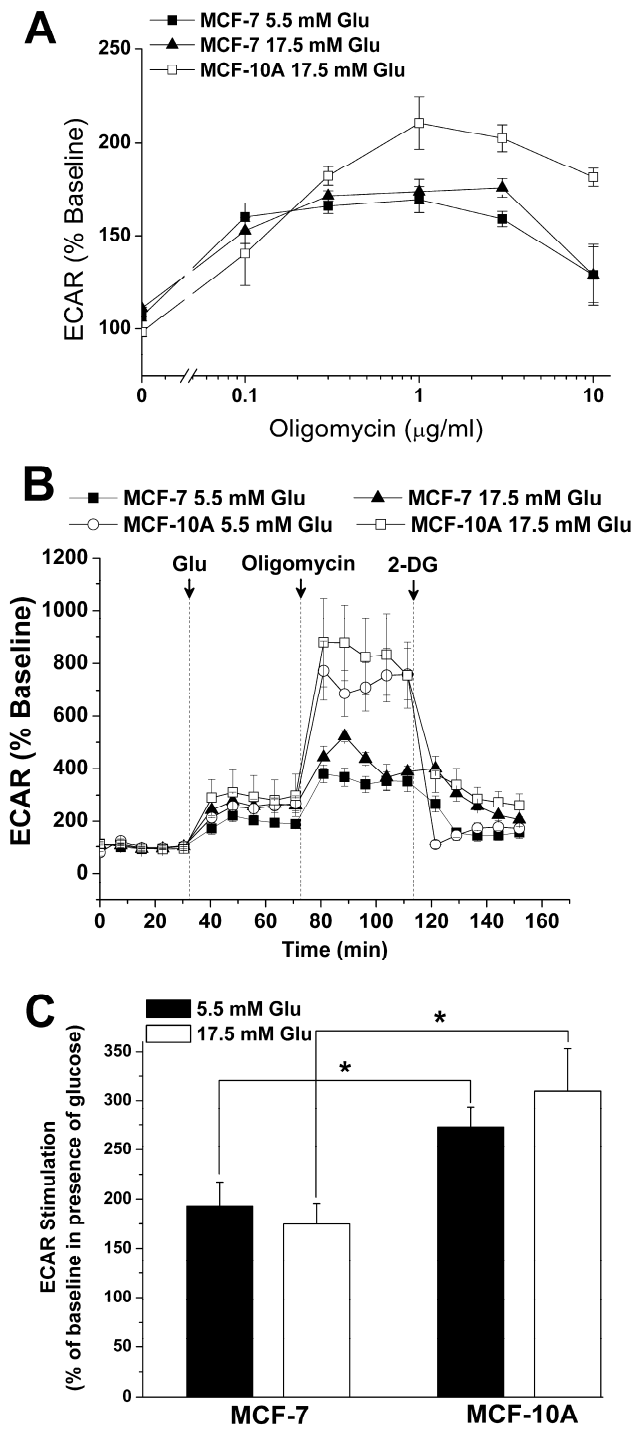 A
MCF-7 5.5 mM Glu
MCF-7 17.5 mM Glu
MCF-10A 17.5 mM Glu
ECAR (% Baseline)
250
200
150
100
0
0.1
1
10
Oligomycin (μg/ml)
B
MCF-7 5.5 mM Glu
MCF-7 17.5 mM Glu
MCF-10A 5.5 mM Glu
MCF-10A 17.5 mM Glu
Glu
Oligomycin
2-DG
ECAR (% Baseline)
1200
1000
800
600
400
200
0
0 20 40 60 80 100 120 140 160
Time (min)
C
5.5 mM Glu
17.5 mM Glu
*
*
ECAR Stimulation
(% of baseline in presence of glucose)
350
300
250
200
150
100
50
0
MCF-7
MCF-10A